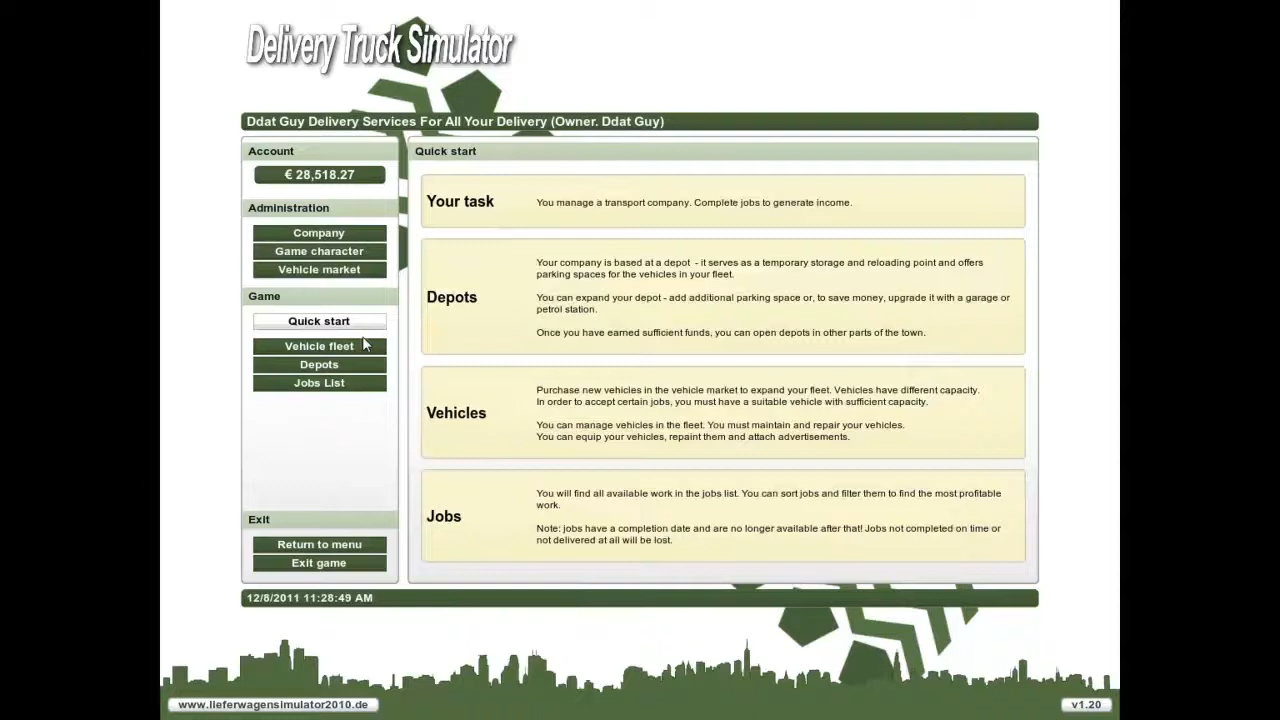 Delivery Truck Simulator
Ddat Guy Delivery Services For All Your Delivery (Owner. Ddat Guy)
Account
€ 28,518.27
Administration
Company
Game character
Vehicle market
Game
Quick start
Vehicle fleet
Depots
Jobs List
Exit
Return to menu
Exit game
Quick start
Your task
You manage a transport company. Complete jobs to generate income.
Depots
Your company is based at a depot - it serves as a temporary storage and reloading point and offers
parking spaces for the vehicles in your fleet.
You can expand your depot - add additional parking space or, to save money, upgrade it with a garage or
petrol station.
Once you have earned sufficient funds, you can open depots in other parts of the town.
Vehicles
Purchase new vehicles in the vehicle market to expand your fleet. Vehicles have different capacity.
In order to accept certain jobs, you must have a suitable vehicle with sufficient capacity.
You can manage vehicles in the fleet. You must maintain and repair your vehicles.
You can equip your vehicles, repaint them and attach advertisements.
Jobs
You will find all available work in the jobs list. You can sort jobs and filter them to find the most profitable
work.
Note: jobs have a completion date and are no longer available after that! Jobs not completed on time or
not delivered at all will be lost.
12/8/2011 11:28:49 AM
www.lieferwagensimulator2010.de
v1.20